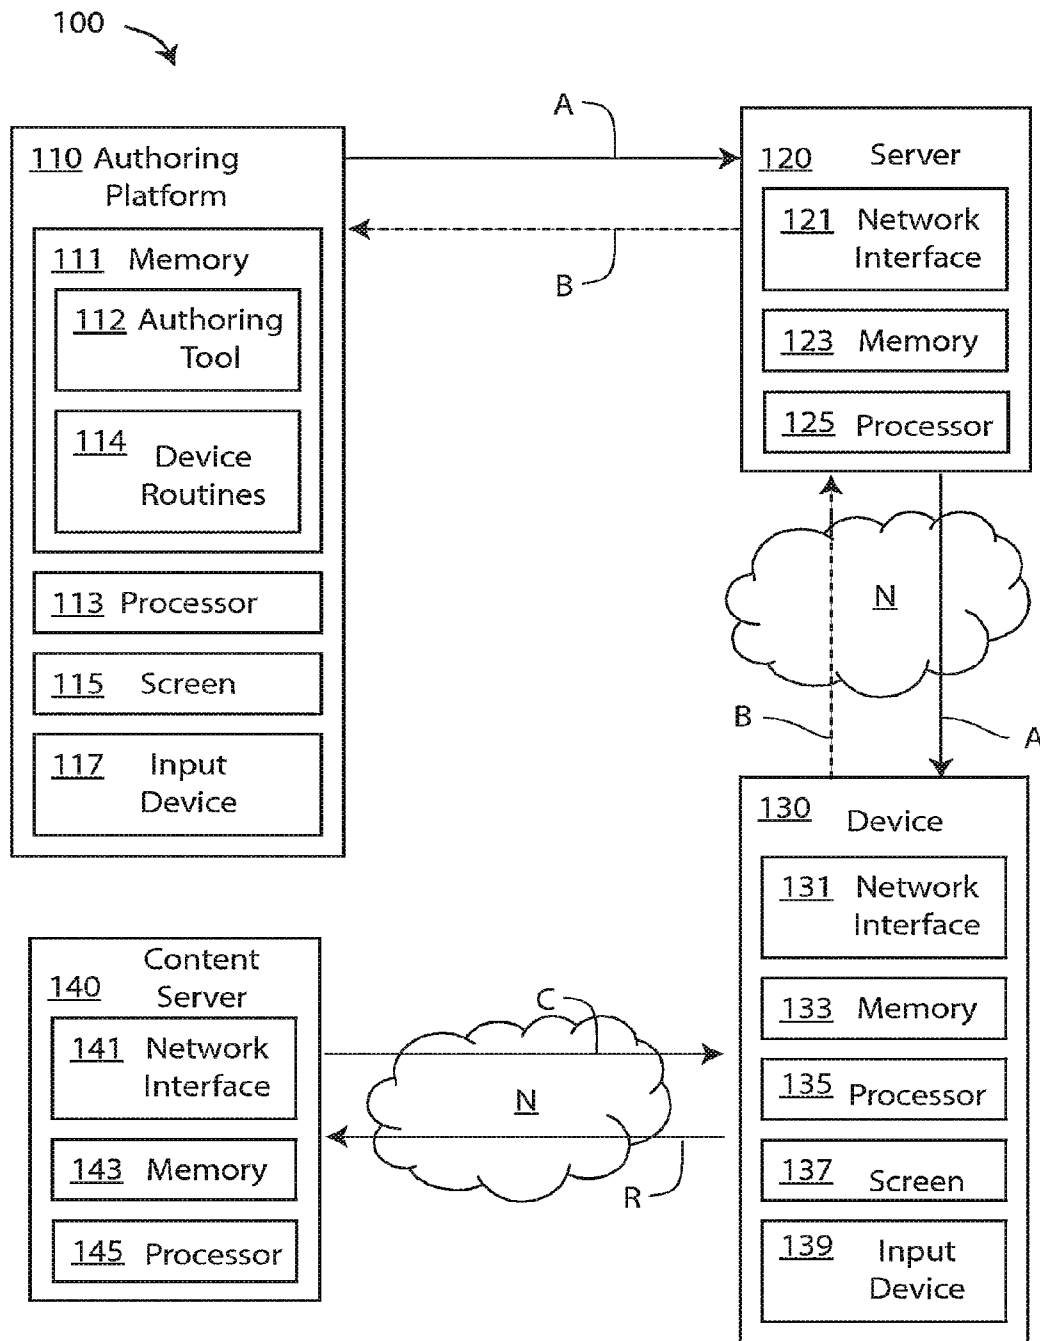 100
A
110 Authoring
Platform
111 Memory
112 Authoring
Tool
114 Device
Routines
113 Processor
115 Screen
117 Input
Device
B
120 Server
121 Network
Interface
123 Memory
125 Processor
N
B
A
130 Device
131 Network
Interface
133 Memory
135 Processor
137 Screen
139 Input
Device
Content
140 Server
141 Network
Interface
143 Memory
145 Processor
C
N
R